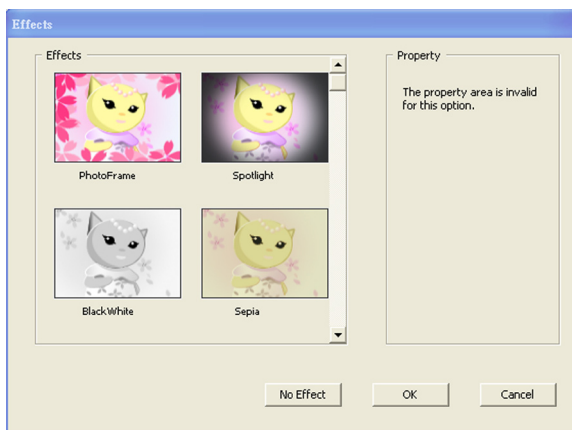 Effects
Effects
Property
The property area is invalid
for this option.
PhotoFrame
Spotlight
BlackWhite
Sepia
No Effect
OK
Cancel